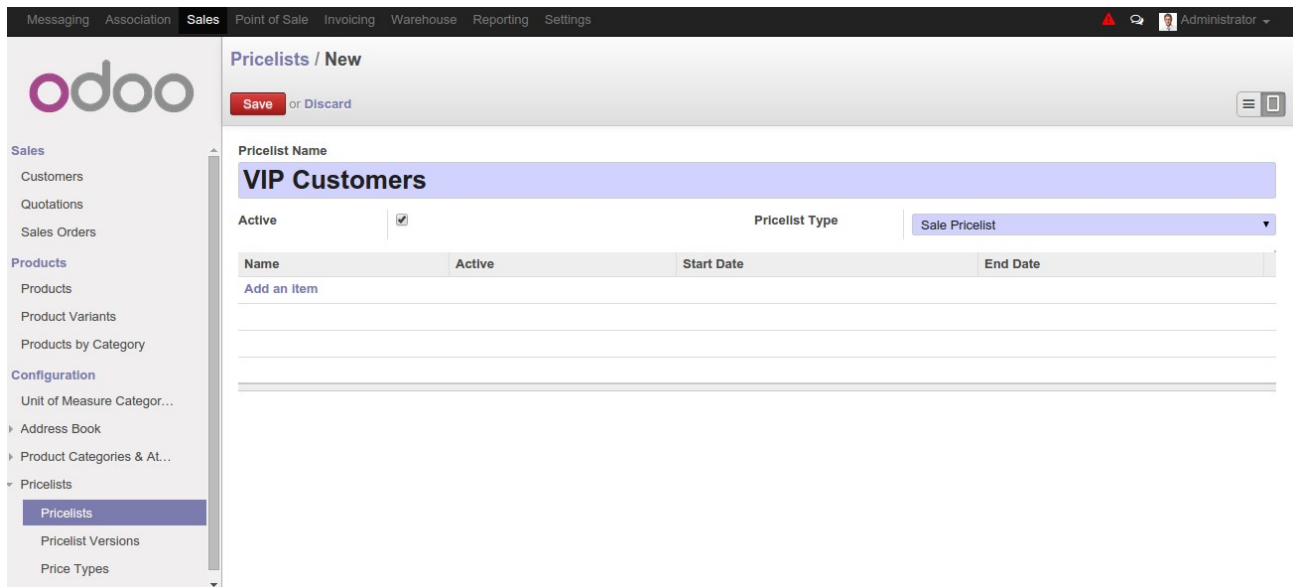 Messaging Association Sales Point of Sale Invoicing Warehouse Reporting Settings Administrator
odoo
Pricelists / New
Save or Discard
Sales
Customers
Quotations
Sales Orders
Products
Products
Product Variants
Products by Category
Configuration
Unit of Measure Categor...
Address Book
Product Categories & At...
Pricelists
Pricelists
Pricelist Versions
Price Types
Pricelist Name
VIP Customers
Active Pricelist Type Sale Pricelist
Name Active Start Date End Date
Add an item